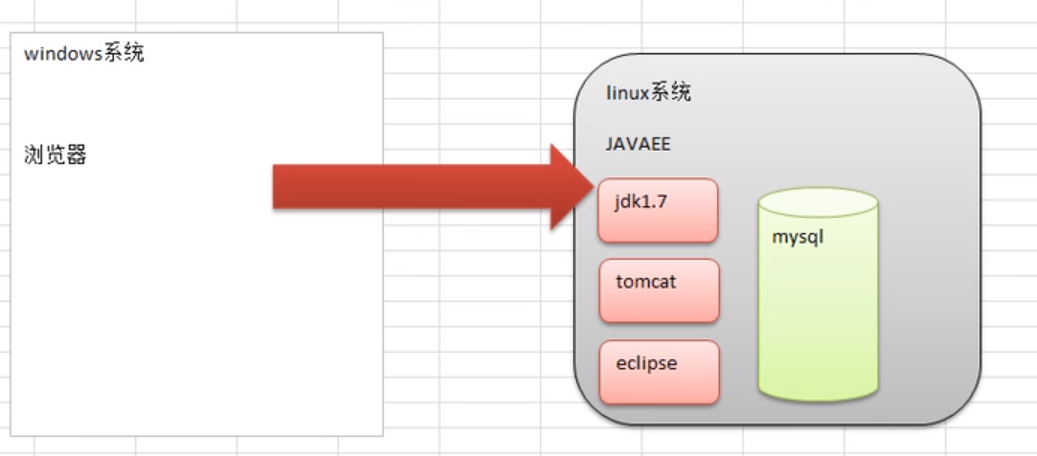 windows系统
浏览器
linux系统
JAVAEE
jdk1.7
mysql
tomcat
eclipse